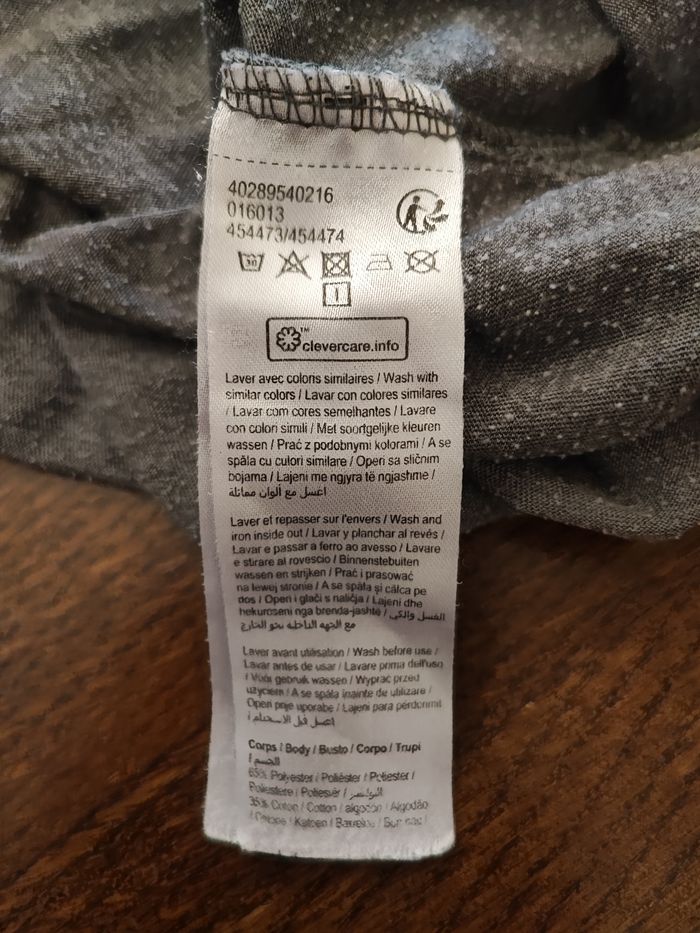 40289540216
016013
454473/454474
30
clevercare.info
Laver avec coloris similaires / Wash with
similar colors / Lavar con colores similares
/ Lavar com cores semelhantes / Lavare
con colori simili / Met soortgelijke kleuren
wassen / Prać z podobnymi kolorami / A se
spăla cu culori similare / Operi sa sličnim
bojama / Lajeni me ngjyra të ngjashme /
اغسل مع ألوان مماثلة
Laver et repasser sur l'envers / Wash and
iron inside out / Lavar y planchar al revés /
Lavar e passar a ferro ao avesso / Lavare
e stirare al rovescio / Binnenstebuiten
wassen en strijken / Prać i prasować
na lewej stronie / A se spăla și călca pe
dos / Operi i glači s naličja / Lajeni dhe
hekuroseni nga brenda-jashtë / الغسل والكي
مع الجهة الداخلية نحو الخارج
Laver avant utilisation / Wash before use /
Lavar antes de usar / Lavare prima dell'uso
/ Vóór gebruik wassen / Wyprać przed
użyciem / A se spăla înainte de utilizare /
Operi prije uporabe / Lajeni para përdorimit
/ اغسل قبل الاستخدام
Corps / Body / Busto / Corpo / Trupi
/ الجسم
65% Polyester / Poliéster / Poliester /
Poliestere / Poliesër /
35% Coton / Cotton / algodón / Algodão
/ Cotone / Katoen / Bawełna /